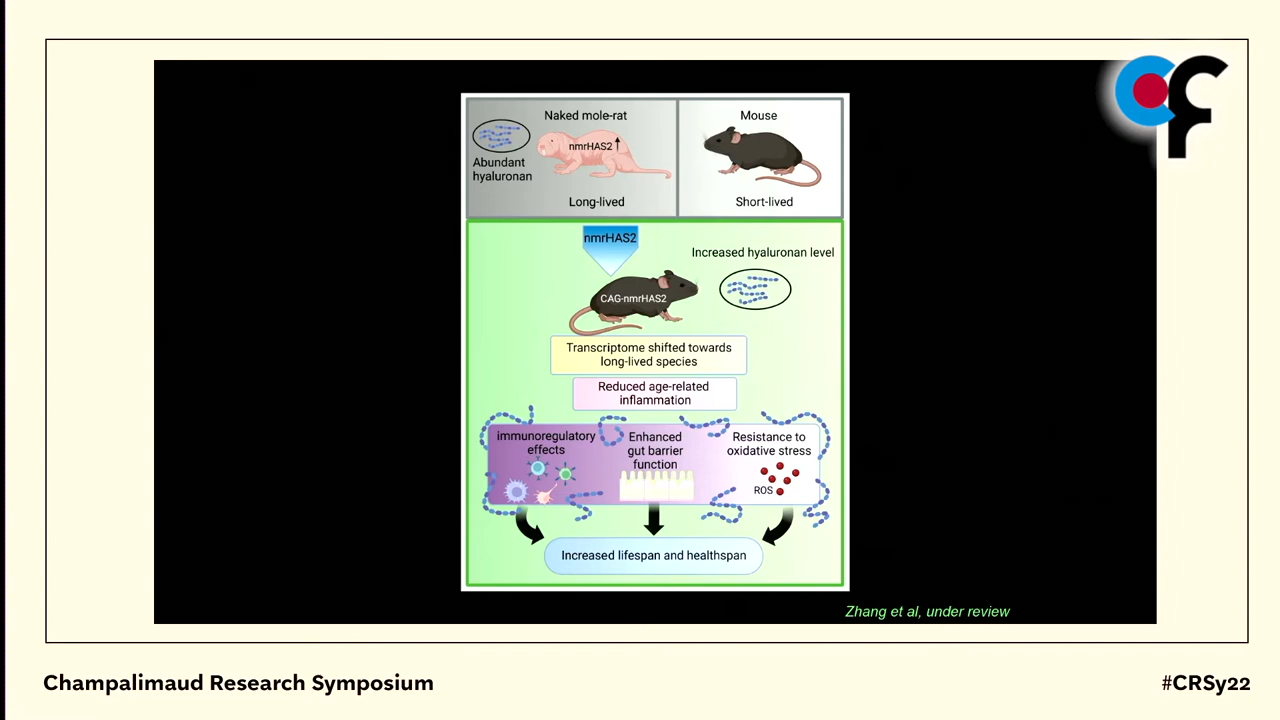 Naked mole-rat
nmrHAS2
Abundant
hyaluronan
Long-lived
Mouse
Short-lived
nmrHAS2
Increased hyaluronan level
CAG-nmrHAS2
Transcriptome shifted towards
long-lived species
Reduced age-related
inflammation
immunoregulatory
effects
Enhanced
gut barrier
function
Resistance to
oxidative stress
ROS
Increased lifespan and healthspan
Zhang et al, under review
Champalimaud Research Symposium
#CRSy22
cf